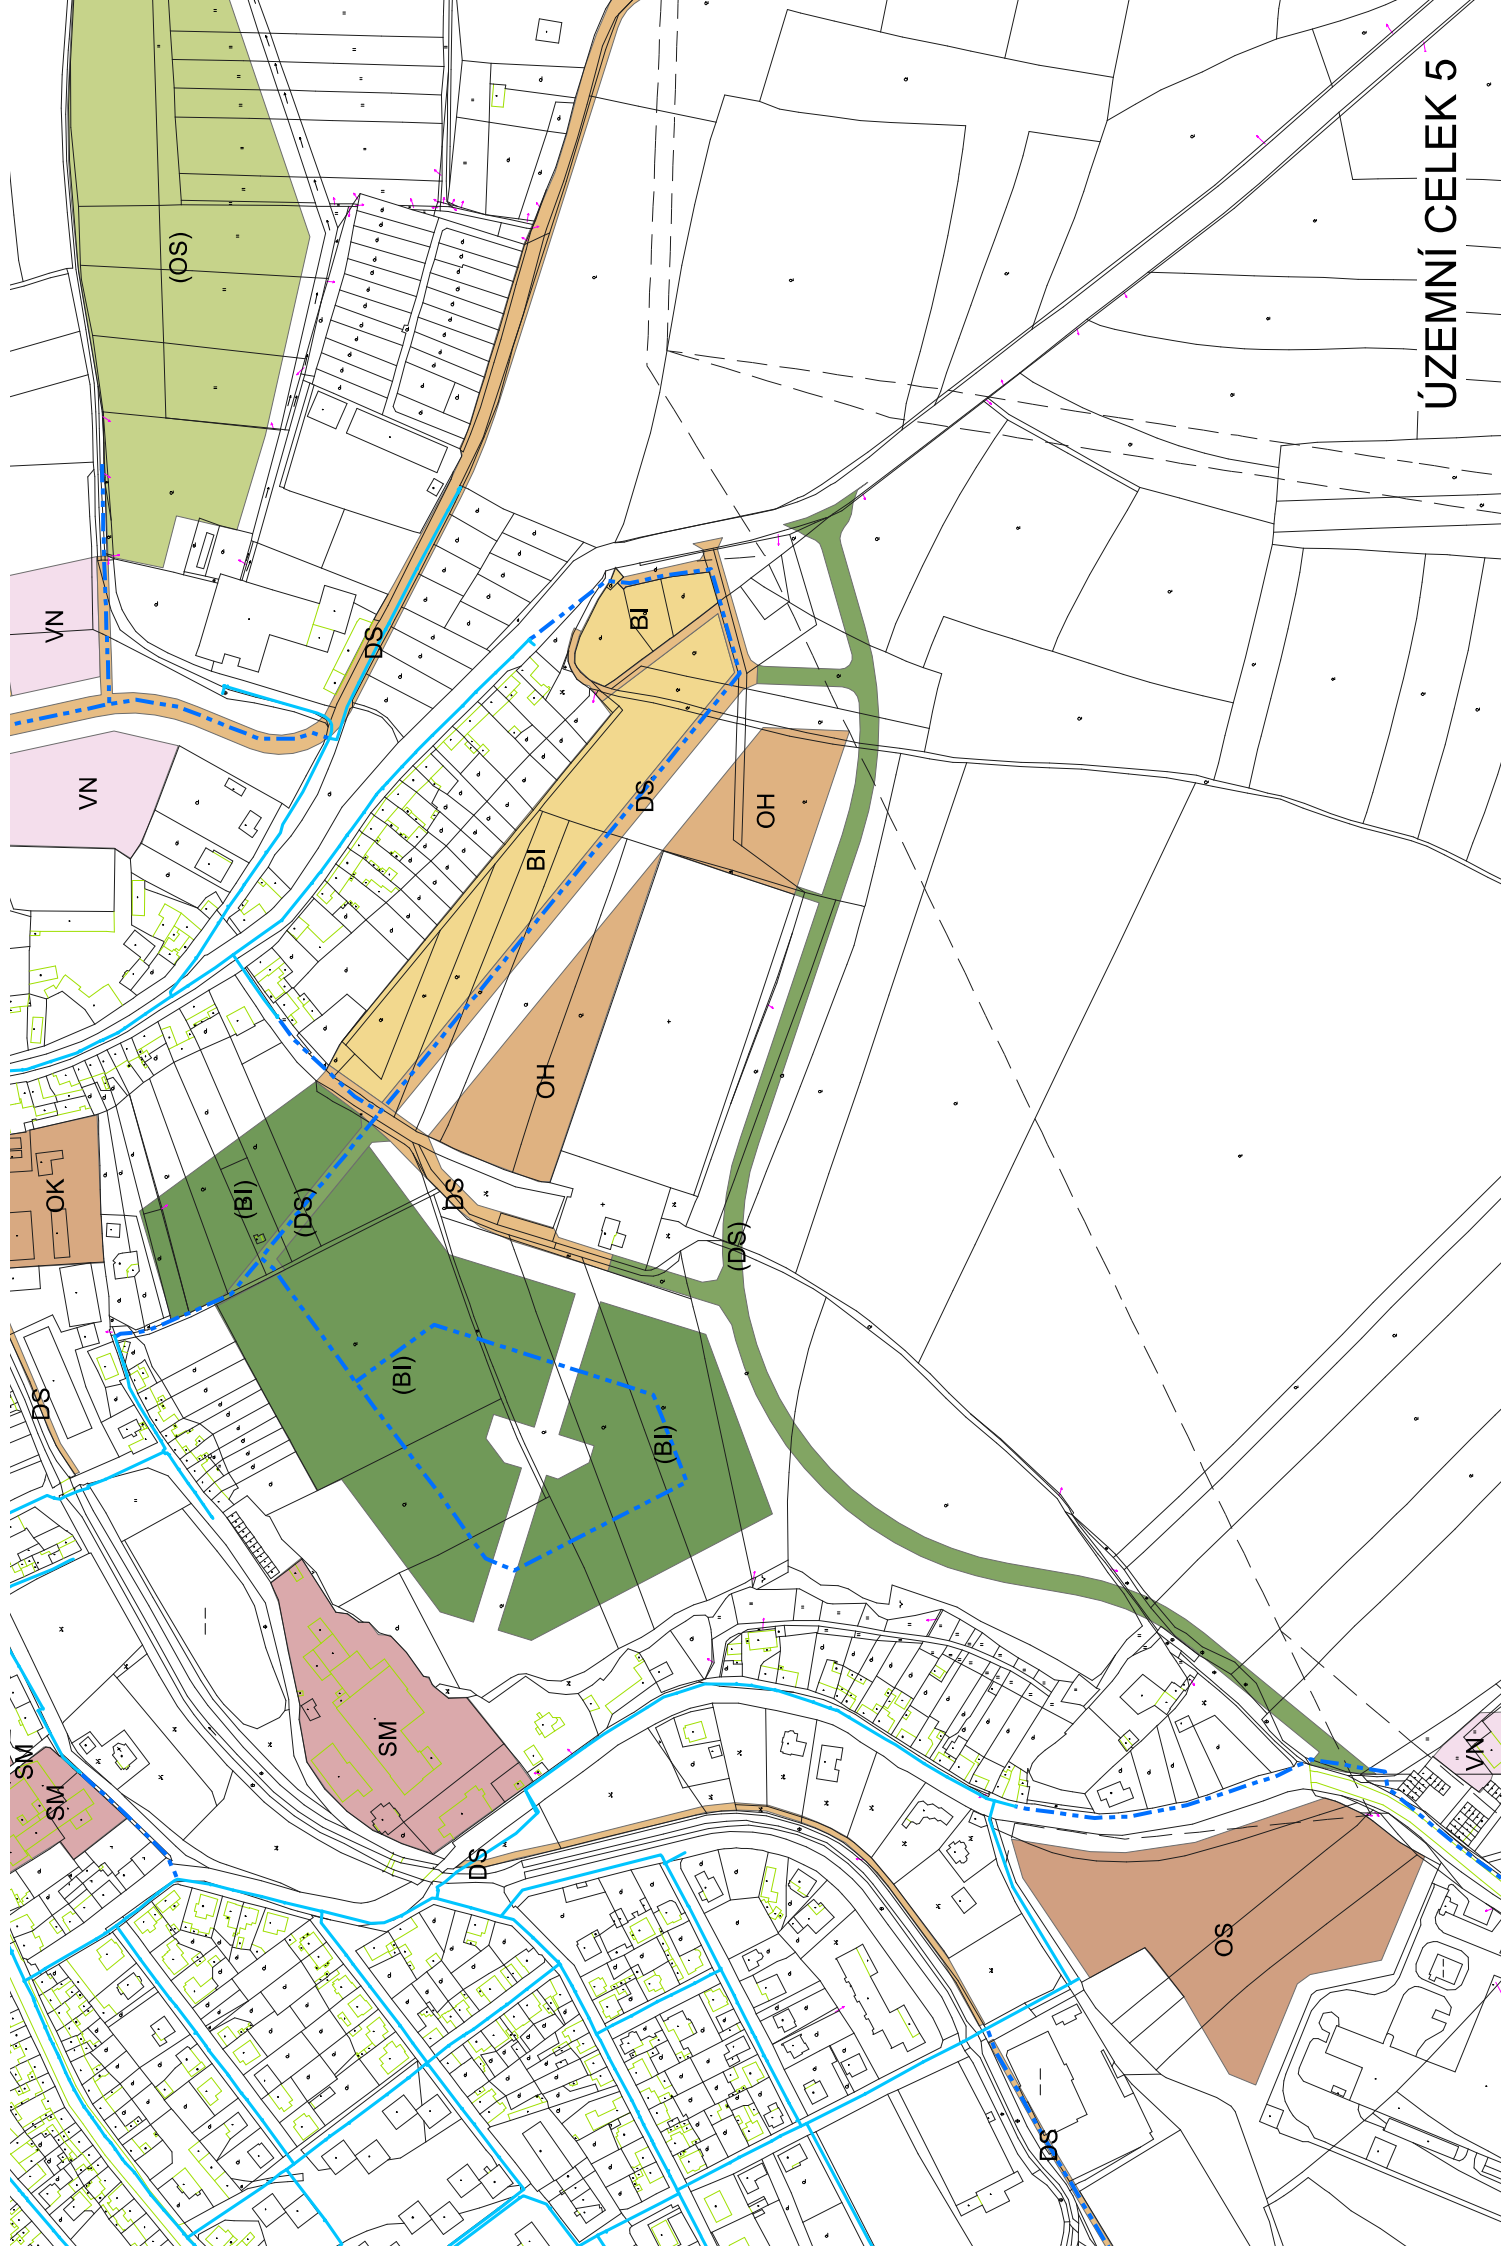 ÚZEMNÍ CELEK 5
(OS)
VN
BI
DS
VN
DS
OH
BI
OH
OK
(BI)
(DS)
DS
(DS)
DS
(BI)
(BI)
SM
SM
VN
SM
DS
OS
DS